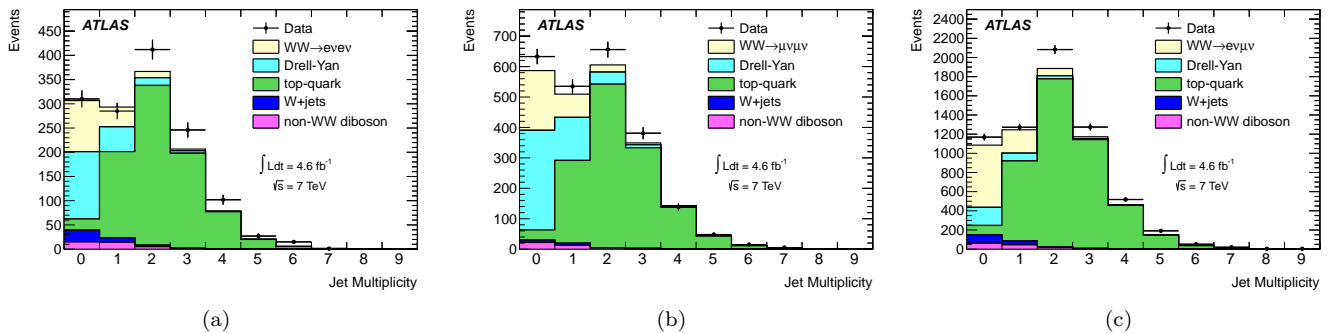 Events
ATLAS
450
400
350
300
250
200
150
100
50
0
Data
WW→eνeν
Drell-Yan
top-quark
W+jets
non-WW diboson
∫ Ldt = 4.6 fb⁻¹
√s = 7 TeV
0 1 2 3 4 5 6 7 8 9
Jet Multiplicity
(a)
Events
ATLAS
700
600
500
400
300
200
100
0
Data
WW→μνμν
Drell-Yan
top-quark
W+jets
non-WW diboson
∫ Ldt = 4.6 fb⁻¹
√s = 7 TeV
0 1 2 3 4 5 6 7 8 9
Jet Multiplicity
(b)
Events
ATLAS
2400
2200
2000
1800
1600
1400
1200
1000
800
600
400
200
0
Data
WW→eνμν
Drell-Yan
top-quark
W+jets
non-WW diboson
∫ Ldt = 4.6 fb⁻¹
√s = 7 TeV
0 1 2 3 4 5 6 7 8 9
Jet Multiplicity
(c)